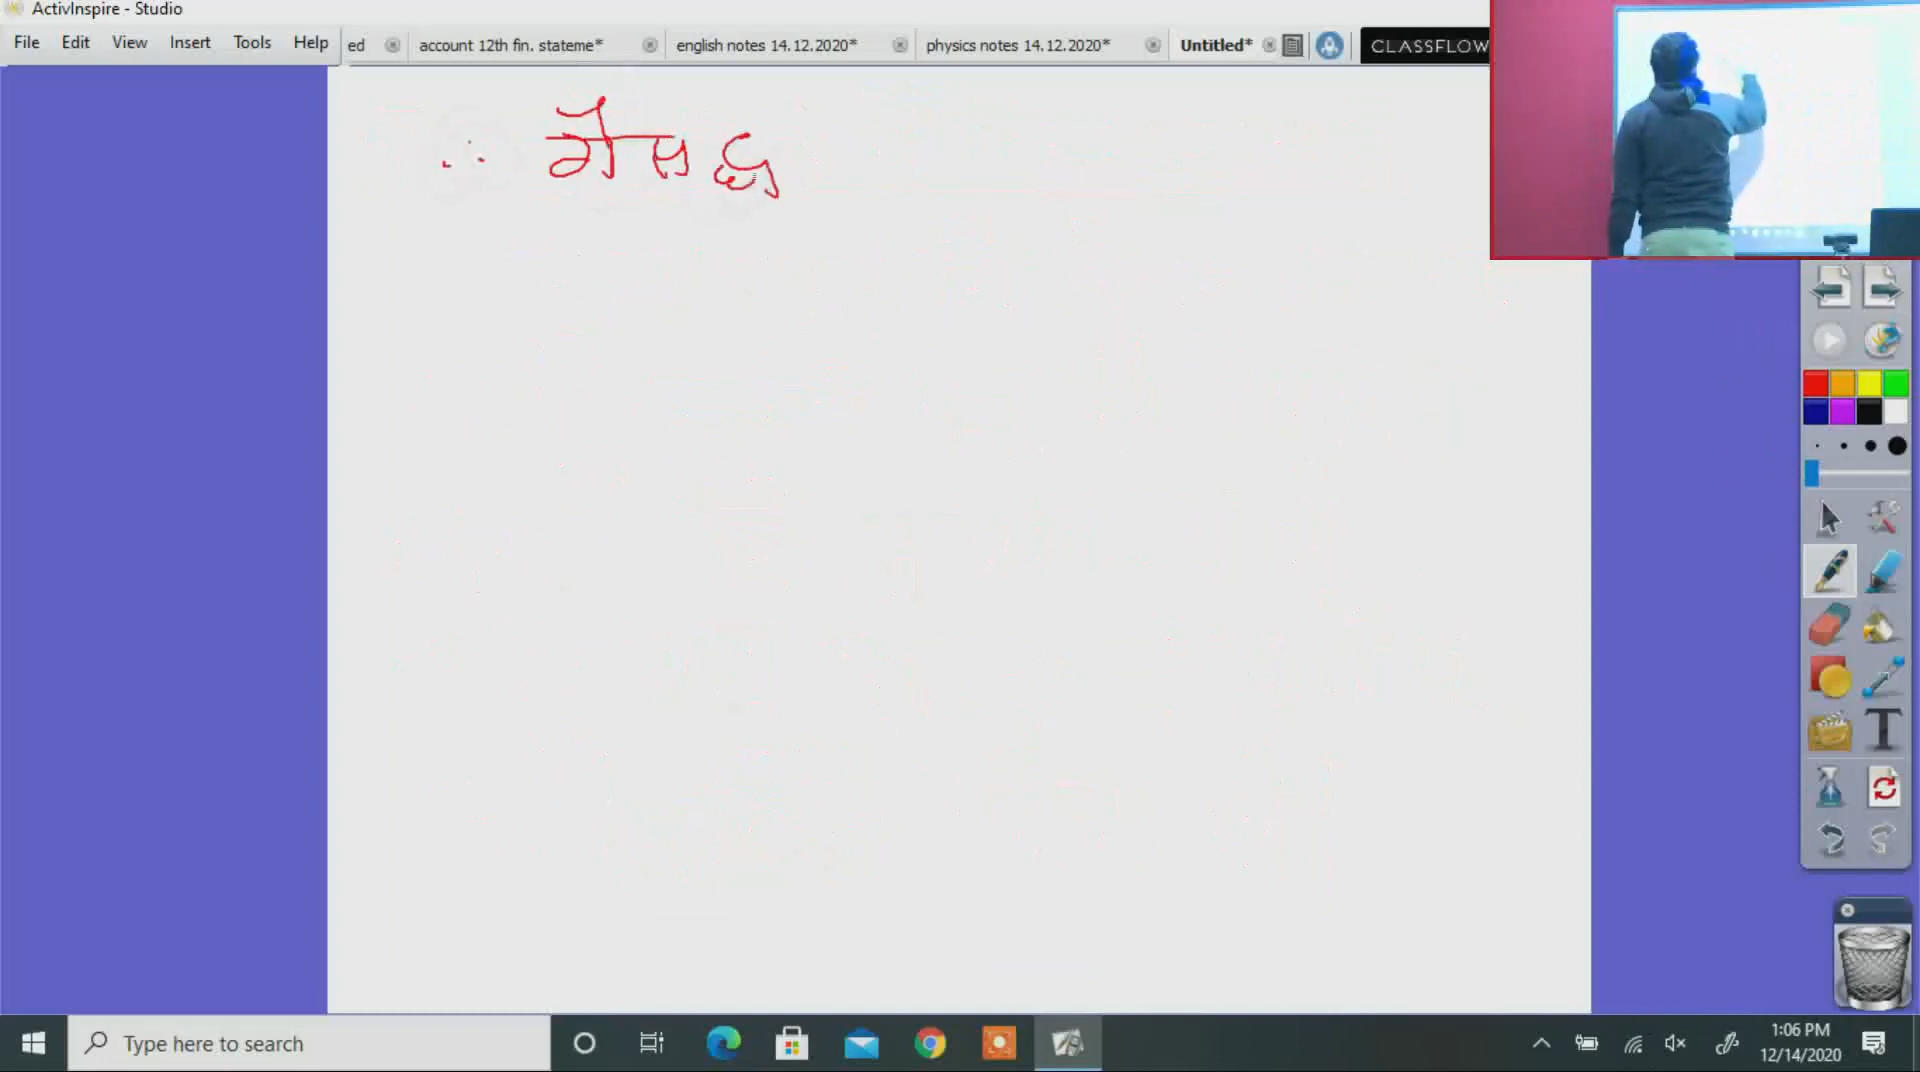 ActivInspire - Studio
File Edit View Insert Tools Help ed account 12th fin. stateme* english notes 14.12.2020* physics notes 14.12.2020* Untitled* CLASSFLOW
∴
T
Type here to search
1:06 PM
12/14/2020